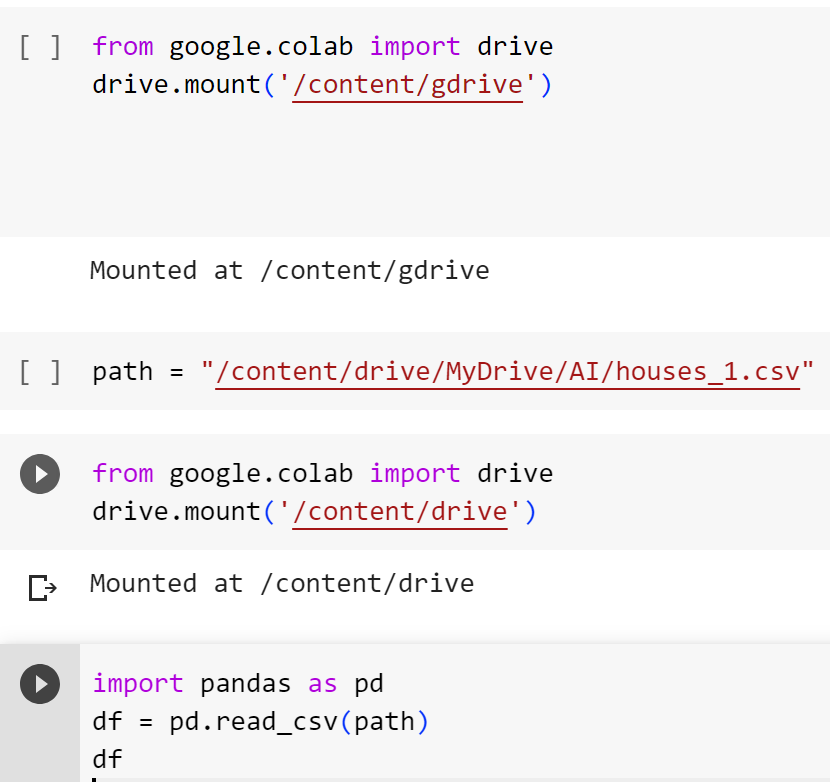 [ ] from google.colab import drive
drive.mount('/content/gdrive')
Mounted at /content/gdrive
[ ] path = "/content/drive/MyDrive/AI/houses_1.csv"
from google.colab import drive
drive.mount('/content/drive')
Mounted at /content/drive
import pandas as pd
df = pd.read_csv(path)
df